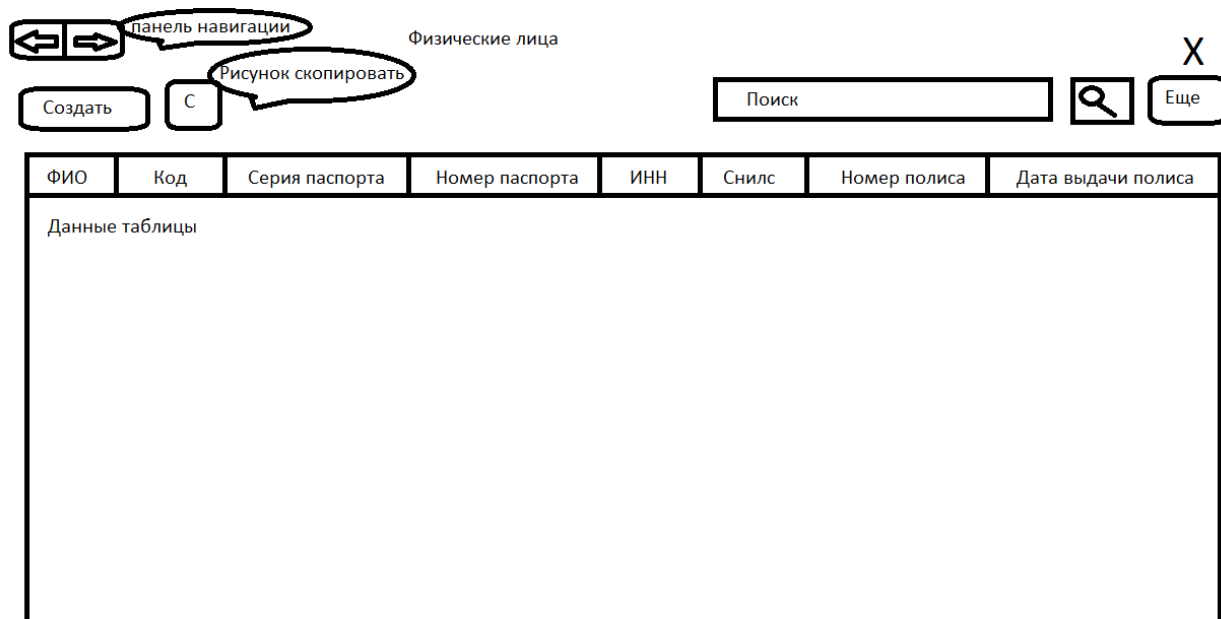 панель навигации
Физические лица
X
Рисунок скопировать
Создать
С
Поиск
Еще
ФИО
Код
Серия паспорта
Номер паспорта
ИНН
Снилс
Номер полиса
Дата выдачи полиса
Данные таблицы